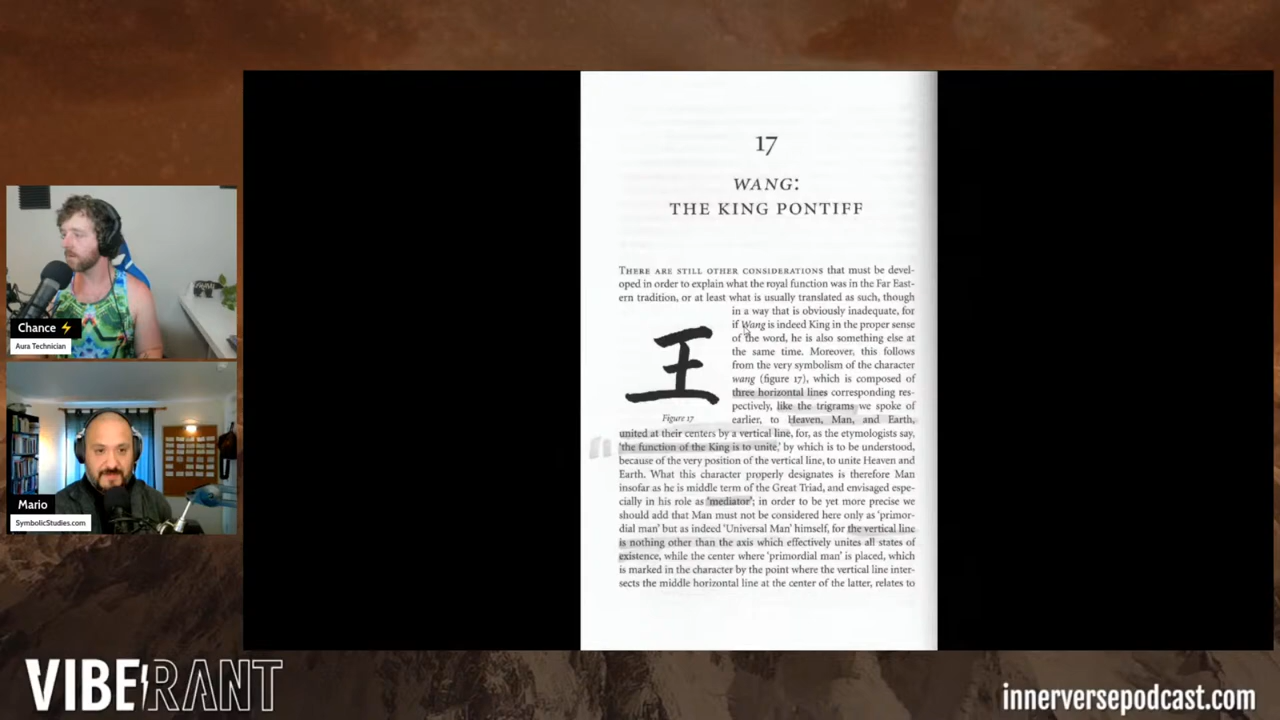 17
WANG:
THE KING PONTIFF
THERE ARE STILL OTHER CONSIDERATIONS that must be devel-
oped in order to explain what the royal function was in the Far East-
ern tradition, or at least what is usually translated as such, though
in a way that is obviously inadequate, for
if Wang is indeed King in the proper sense
of the word, he is also something else at
the same time. Moreover, this follows
from the very symbolism of the character
wang (figure 17), which is composed of
three horizontal lines corresponding res-
pectively, like the trigrams we spoke of
earlier, to Heaven, Man, and Earth,
王
Figure 17
united at their centers by a vertical line, for, as the etymologists say,
'the function of the King is to unite,' by which is to be understood,
because of the very position of the vertical line, to unite Heaven and
Earth. What this character properly designates is therefore Man
insofar as he is middle term of the Great Triad, and envisaged espe-
cially in his role as 'mediator'; in order to be yet more precise we
should add that Man must not be considered here only as 'primor-
dial man' but as indeed 'Universal Man' himself, for the vertical line
is nothing other than the axis which effectively unites all states of
existence, while the center where 'primordial man' is placed, which
is marked in the character by the point where the vertical line inter-
sects the middle horizontal line at the center of the latter, relates to
Chance
Aura Technician
Mario
SymbolicStudies.com
VIBERANT
innerversepodcast.com